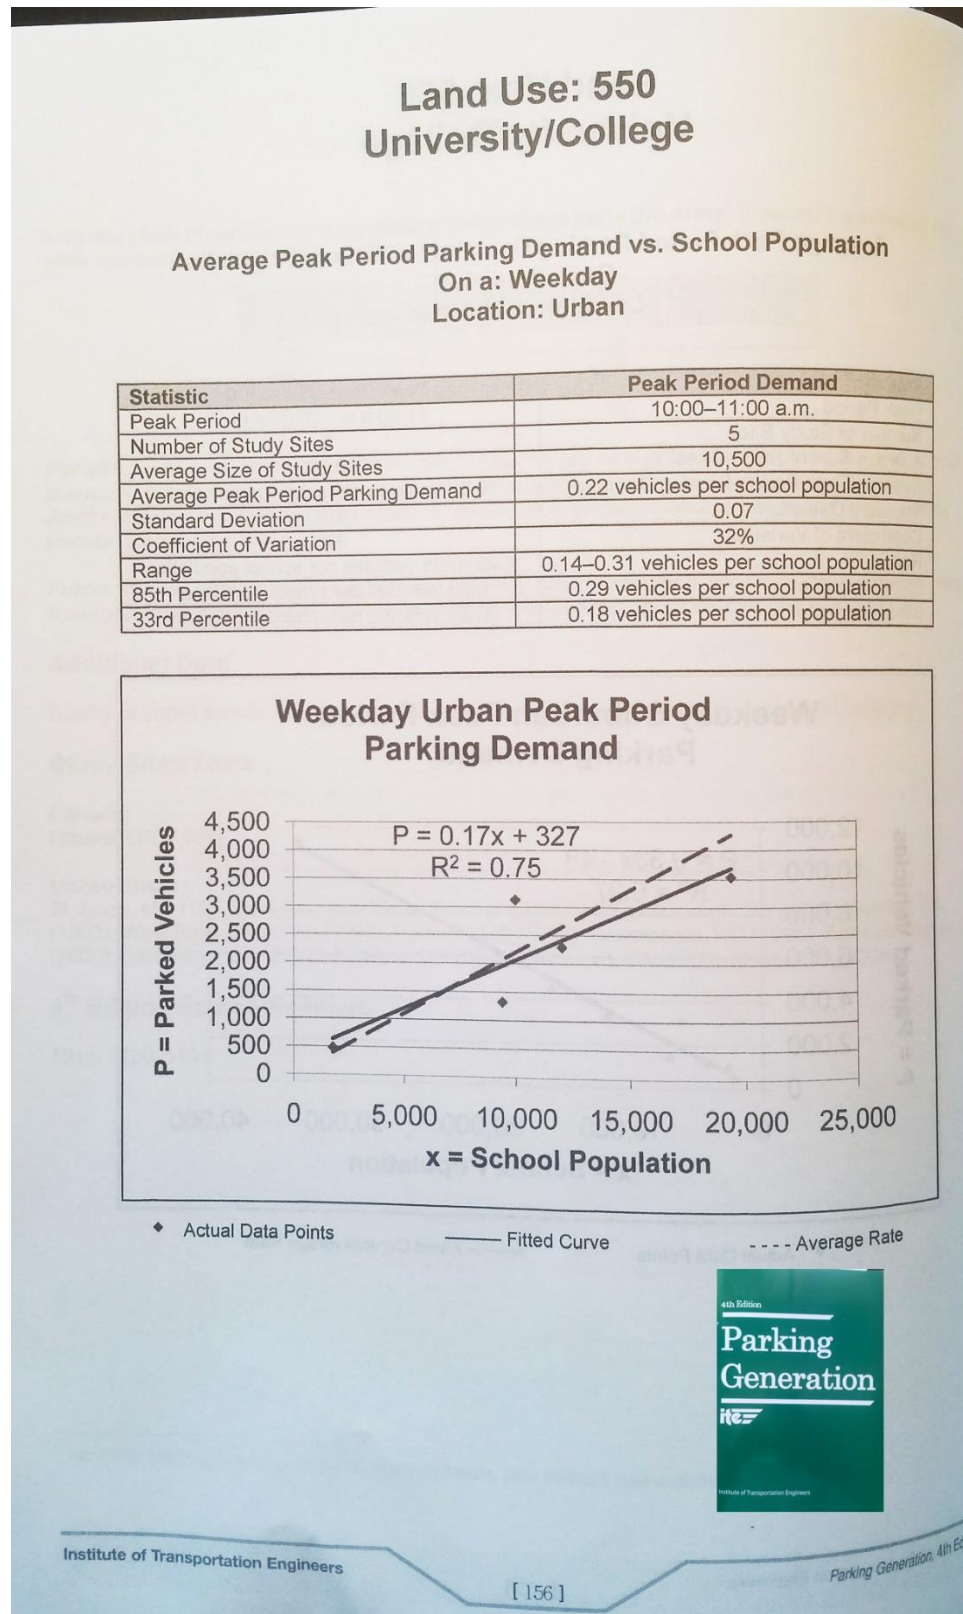 Land Use: 550
University/College
Average Peak Period Parking Demand vs. School Population
On a: Weekday
Location: Urban
Statistic Peak Period Demand
Peak Period 10:00–11:00 a.m.
Number of Study Sites 5
Average Size of Study Sites 10,500
Average Peak Period Parking Demand 0.22 vehicles per school population
Standard Deviation 0.07
Coefficient of Variation 32%
Range 0.14–0.31 vehicles per school population
85th Percentile 0.29 vehicles per school population
33rd Percentile 0.18 vehicles per school population
Weekday Urban Peak Period
Parking Demand
P = Parked Vehicles
4,500
4,000
3,500
3,000
2,500
2,000
1,500
1,000
500
0
P = 0.17x + 327
R² = 0.75
0 5,000 10,000 15,000 20,000 25,000
x = School Population
Actual Data Points Fitted Curve Average Rate
4th Edition
Parking
Generation
ite
Institute of Transportation Engineers
Institute of Transportation Engineers
[ 156 ]
Parking Generation, 4th Ed